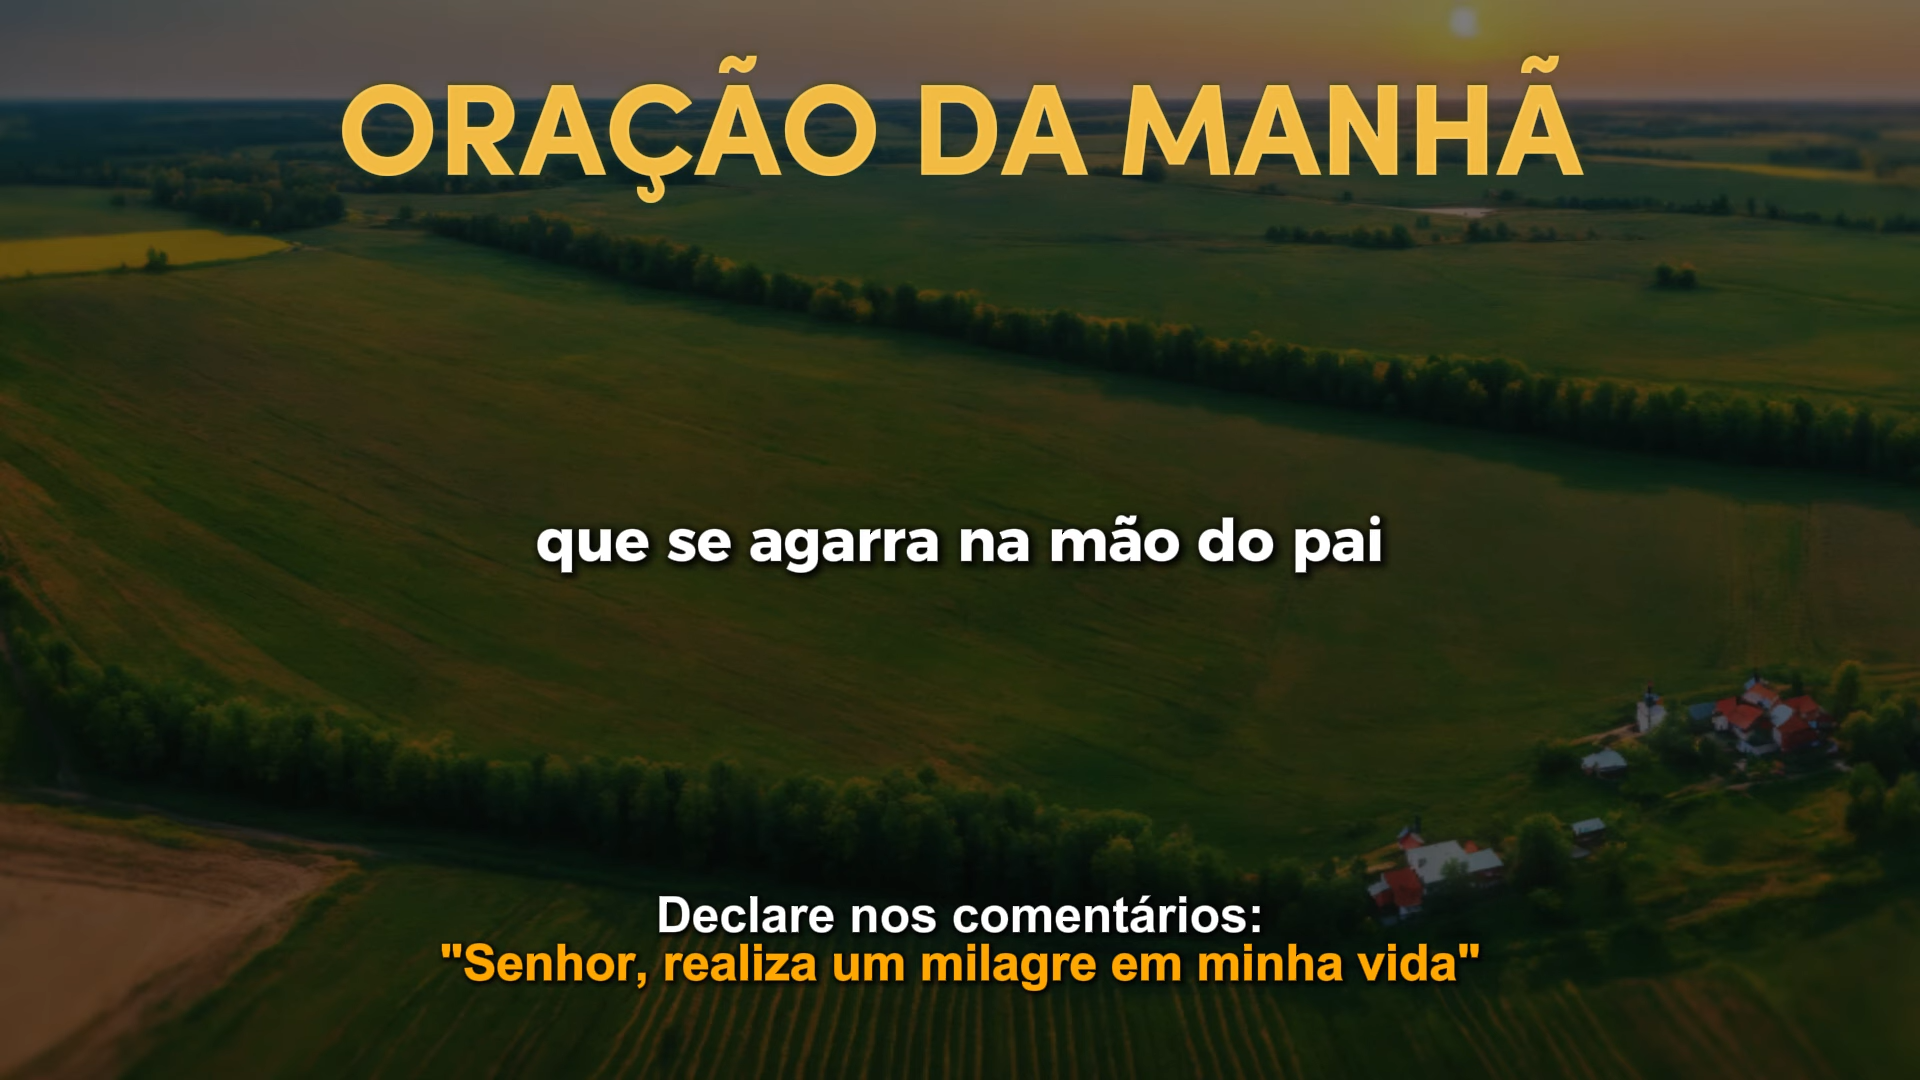 ORAÇÃO DA MANHÃ
que se agarra na mão do pai
Declare nos comentários:
"Senhor, realiza um milagre em minha vida"